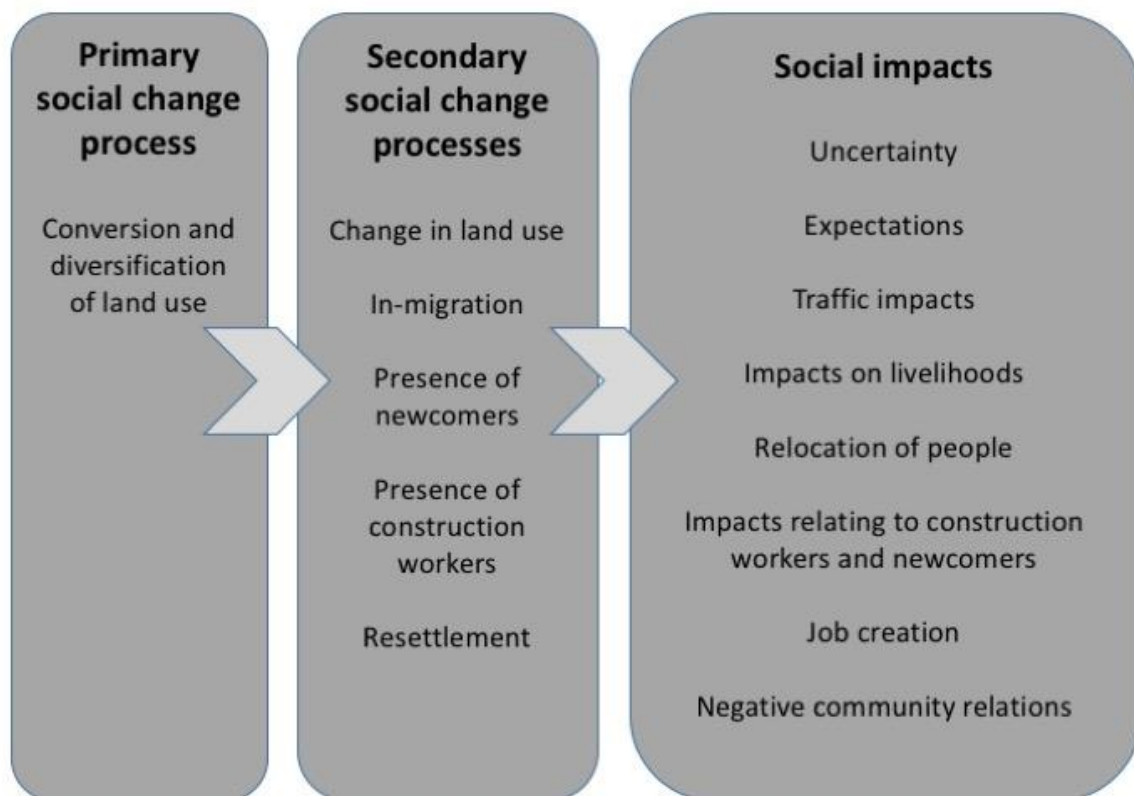 Primary
social change
process
Conversion and
diversification
of land use
Secondary
social change
processes
Change in land use
In-migration
Presence of
newcomers
Presence of
construction
workers
Resettlement
Social impacts
Uncertainty
Expectations
Traffic impacts
Impacts on livelihoods
Relocation of people
Impacts relating to construction
workers and newcomers
Job creation
Negative community relations